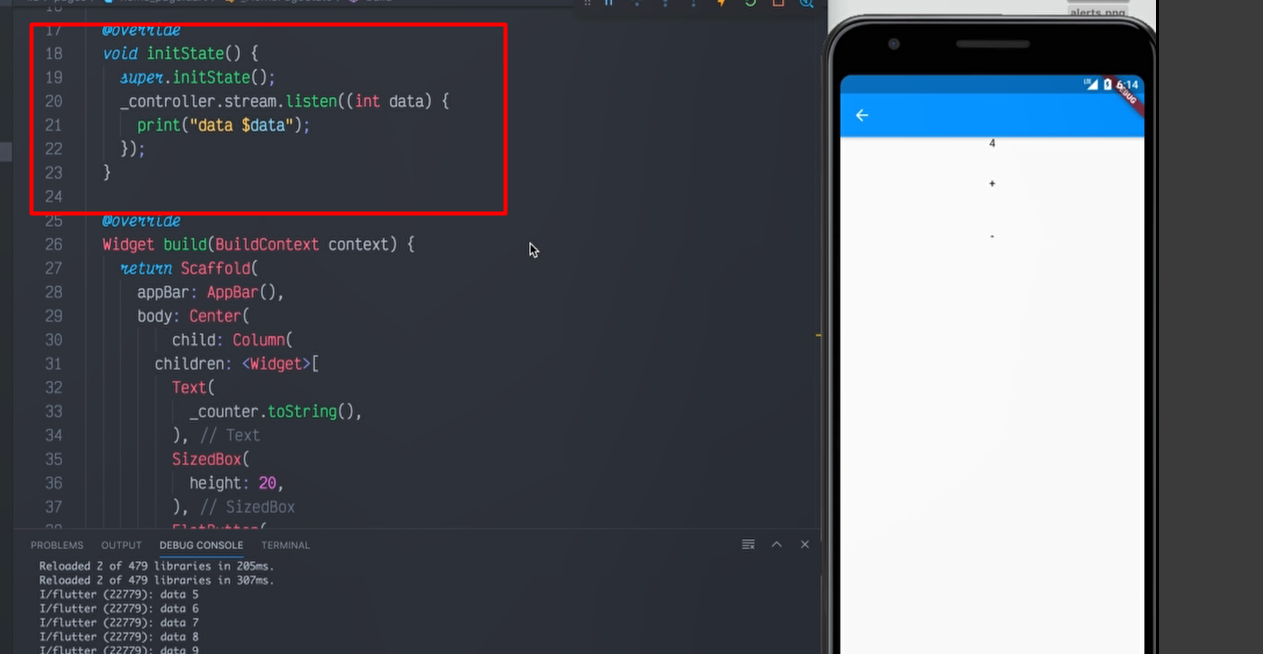 17 @override
18 void initState() {
19 super.initState();
20 _controller.stream.listen((int data) {
21 print("data $data");
22 });
23 }
24
25 @override
26 Widget build(BuildContext context) {
27 return Scaffold(
28 appBar: AppBar(),
29 body: Center(
30 child: Column(
31 children: <Widget>[
32 Text(
33 _counter.toString(),
34 ), // Text
35 SizedBox(
36 height: 20,
37 ), // SizedBox
FlatButton(
PROBLEMS OUTPUT DEBUG CONSOLE TERMINAL
Reloaded 2 of 479 libraries in 205ms.
Reloaded 2 of 479 libraries in 307ms.
I/flutter (22779): data 5
I/flutter (22779): data 6
I/flutter (22779): data 7
I/flutter (22779): data 8
I/flutter (22779): data 9
alerts.png
LTE 6:14
DEBUG
4
+
-